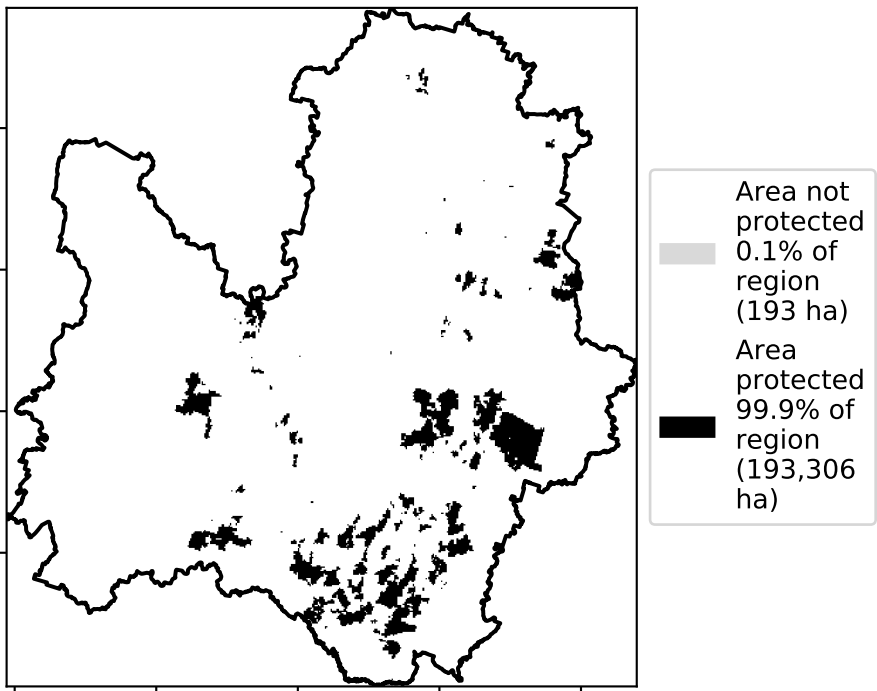 Area not
protected
0.1% of
region
(193 ha)
Area
protected
99.9% of
region
(193,306
ha)